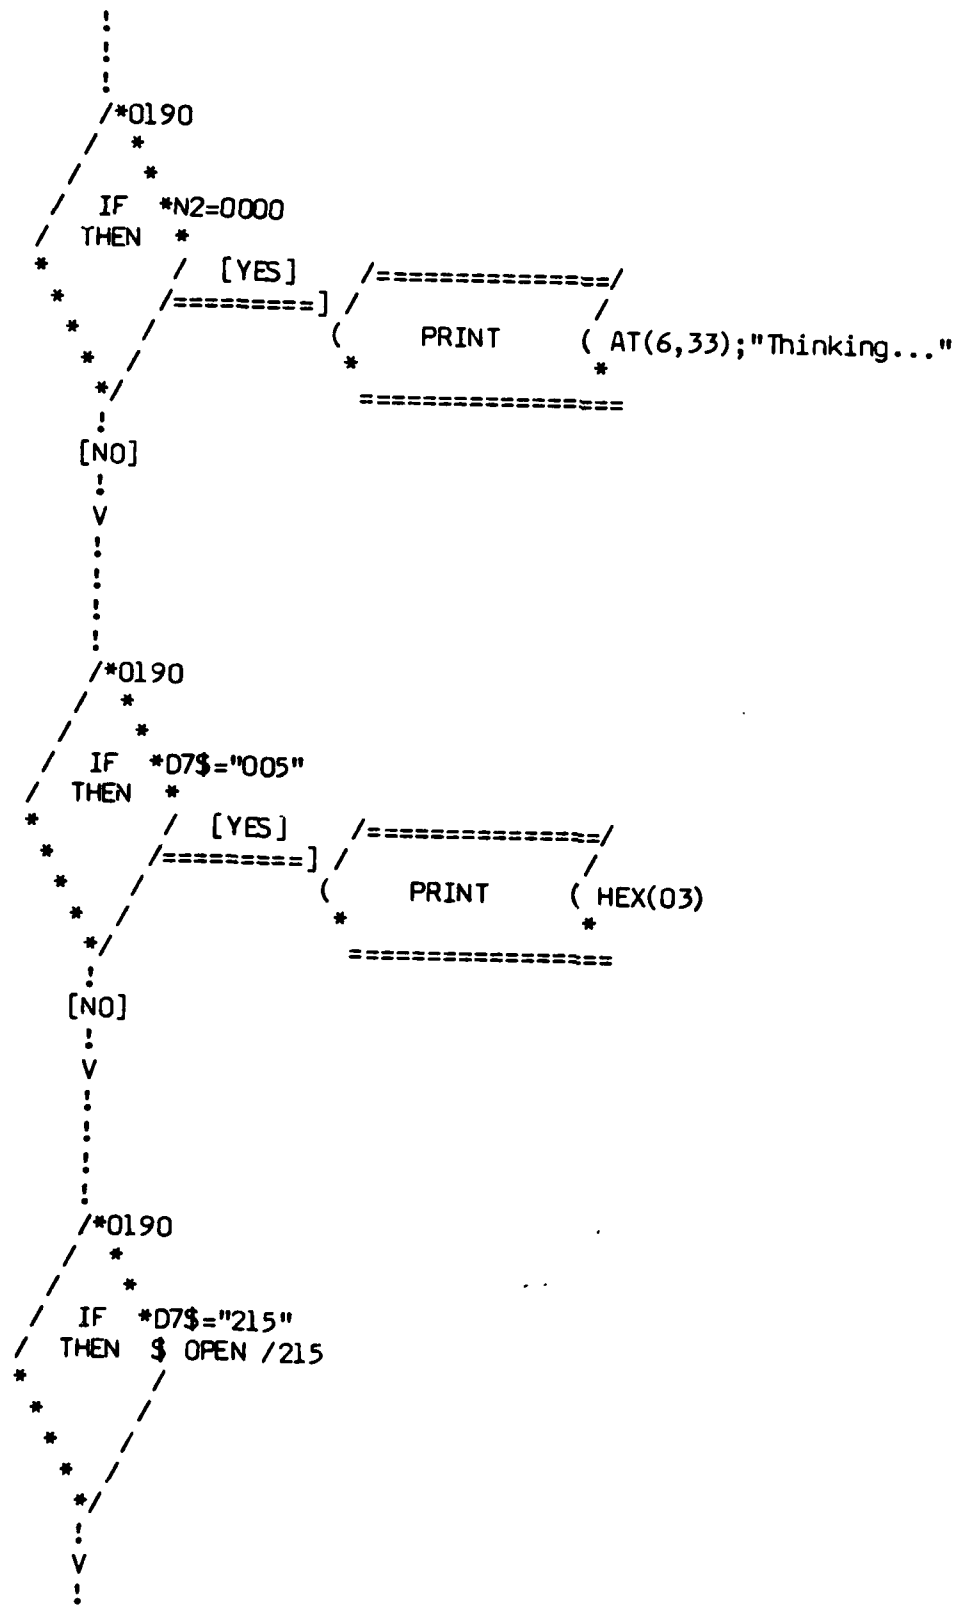 *0190
IF *N2=0000
THEN *
[YES]
PRINT ( AT(6,33);"Thinking..."
[NO]
V
*0190
IF *D7$="005"
THEN *
[YES]
PRINT ( HEX(03)
[NO]
V
*0190
IF *D7$="215"
THEN $ OPEN /215
V